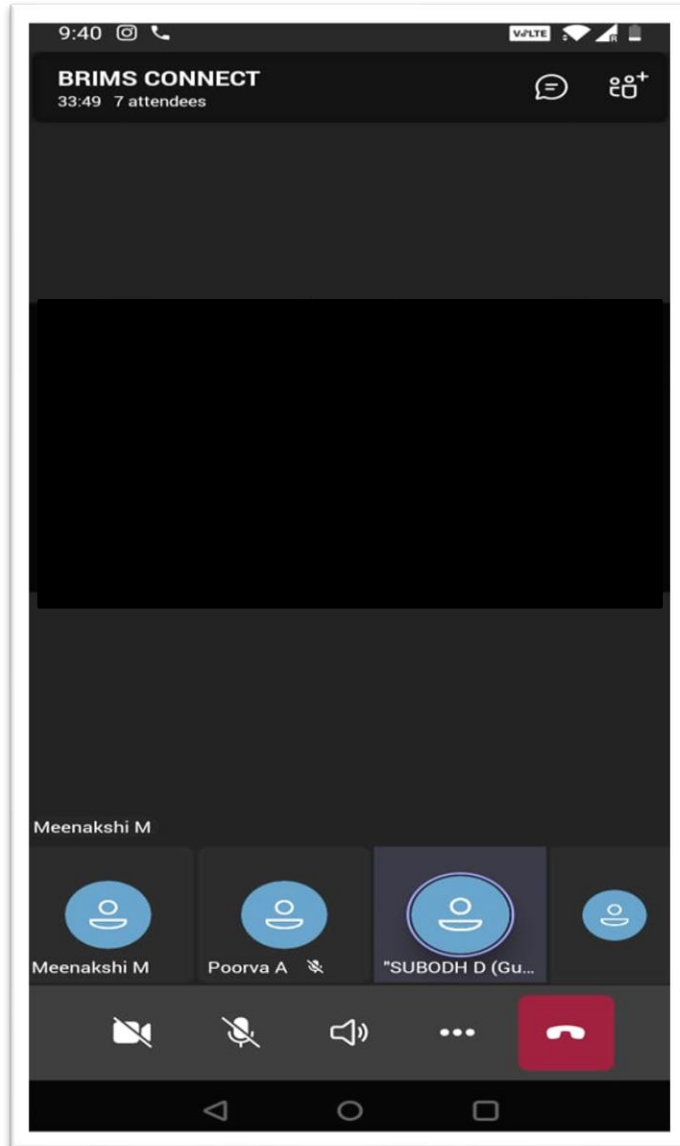 9:40 VoLTE R
BRIMS CONNECT
33:49 7 attendees
Meenakshi M
Meenakshi M Poorva A "SUBODH D (Gu...